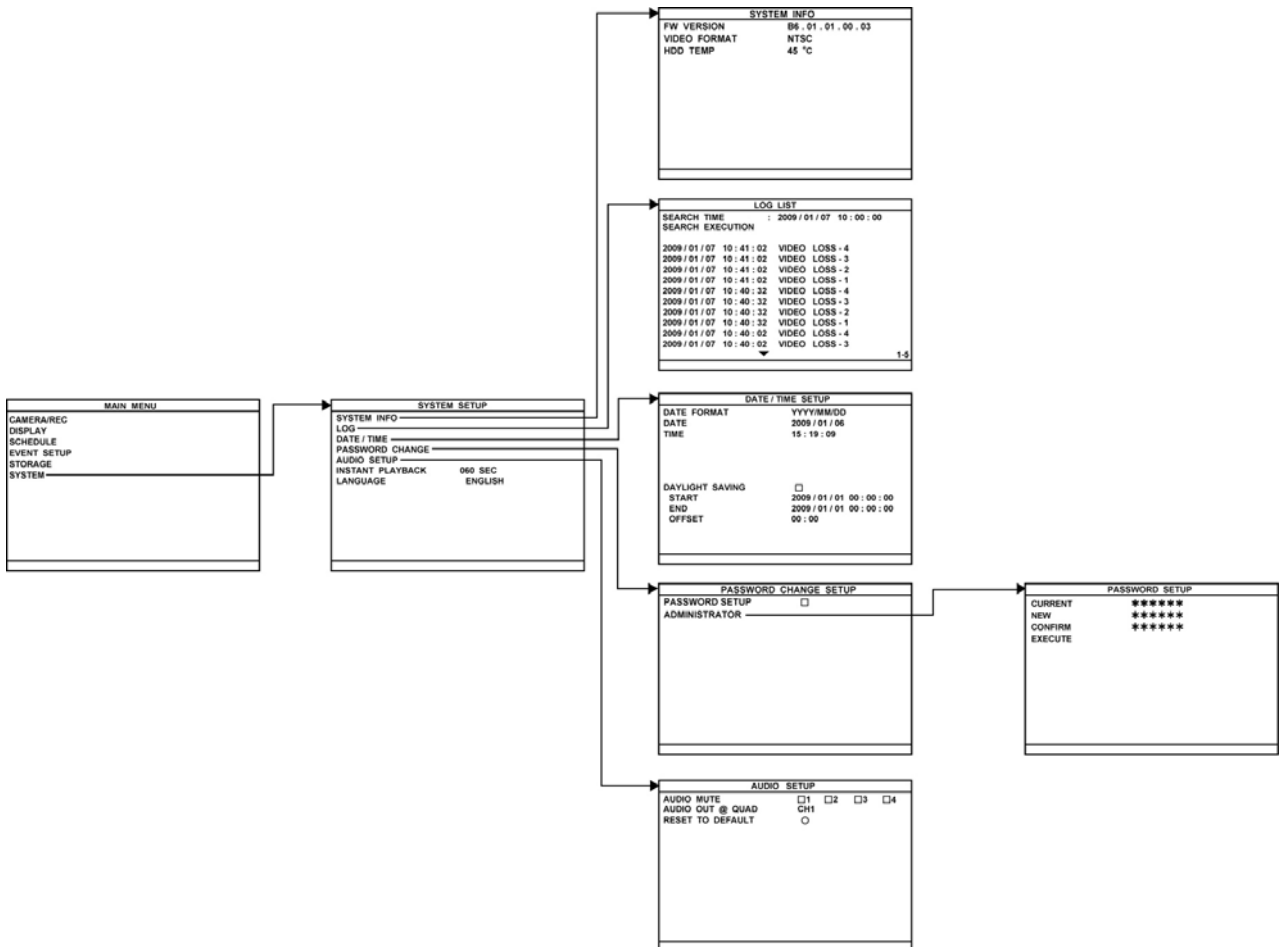 MAIN MENU
CAMERA/REC
DISPLAY
SCHEDULE
EVENT SETUP
STORAGE
SYSTEM
SYSTEM SETUP
SYSTEM INFO
LOG
DATE / TIME
PASSWORD CHANGE
AUDIO SETUP
INSTANT PLAYBACK 060 SEC
LANGUAGE ENGLISH
SYSTEM INFO
FW VERSION B6 . 01 . 01 . 00 . 03
VIDEO FORMAT NTSC
HDD TEMP 45 °C
LOG LIST
SEARCH TIME : 2009 / 01 / 07 10 : 00 : 00
SEARCH EXECUTION
2009 / 01 / 07 10 : 41 : 02 VIDEO LOSS - 4
2009 / 01 / 07 10 : 41 : 02 VIDEO LOSS - 3
2009 / 01 / 07 10 : 41 : 02 VIDEO LOSS - 2
2009 / 01 / 07 10 : 41 : 02 VIDEO LOSS - 1
2009 / 01 / 07 10 : 40 : 32 VIDEO LOSS - 4
2009 / 01 / 07 10 : 40 : 32 VIDEO LOSS - 3
2009 / 01 / 07 10 : 40 : 32 VIDEO LOSS - 2
2009 / 01 / 07 10 : 40 : 32 VIDEO LOSS - 1
2009 / 01 / 07 10 : 40 : 02 VIDEO LOSS - 4
2009 / 01 / 07 10 : 40 : 02 VIDEO LOSS - 3
1-5
DATE / TIME SETUP
DATE FORMAT YYYY/MM/DD
DATE 2009 / 01 / 06
TIME 15 : 19 : 09
DAYLIGHT SAVING □
START 2009 / 01 / 01 00 : 00 : 00
END 2009 / 01 / 01 00 : 00 : 00
OFFSET 00 : 00
PASSWORD CHANGE SETUP
PASSWORD SETUP □
ADMINISTRATOR
PASSWORD SETUP
CURRENT ******
NEW ******
CONFIRM ******
EXECUTE
AUDIO SETUP
AUDIO MUTE □1 □2 □3 □4
AUDIO OUT @ QUAD CH1
RESET TO DEFAULT ○